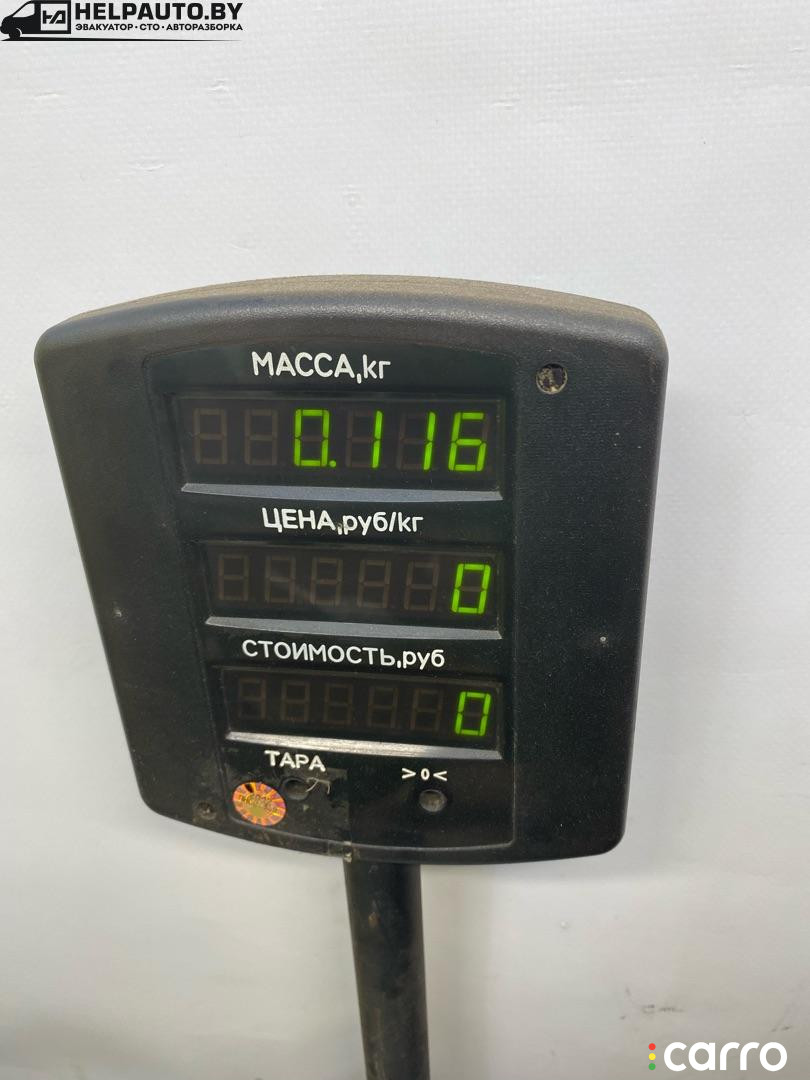 HELPAUTO.BY
ЭВАКУАТОР • СТО • АВТОРАЗБОРКА
МАССА,кг
0.116
ЦЕНА,руб/кг
0
СТОИМОСТЬ,руб
0
ТАРА
>0<
carro